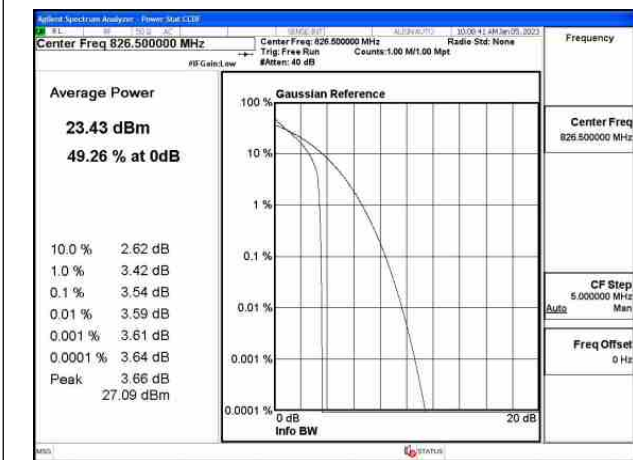 Agilent Spectrum Analyzer - Power Stat CCDF
RL RF 50 Ω AC SENSE:INT ALIGN AUTO 10:08:41 AM Jan 05, 2023
Center Freq 826.500000 MHz
Center Freq: 826.500000 MHz Radio Std: None
Trig: Free Run Counts:1.00 M/1.00 Mpt
#IFGain:Low #Atten: 40 dB
Frequency
Average Power
23.43 dBm
49.26 % at 0dB
10.0 % 2.62 dB
1.0 % 3.42 dB
0.1 % 3.54 dB
0.01 % 3.59 dB
0.001 % 3.61 dB
0.0001 % 3.64 dB
Peak 3.66 dB
27.09 dBm
Gaussian Reference
100 %
10 %
1 %
0.1 %
0.01 %
0.001 %
0.0001 %
0 dB 20 dB
Info BW
Center Freq
826.500000 MHz
CF Step
5.000000 MHz
Auto Man
Freq Offset
0 Hz
MSG STATUS